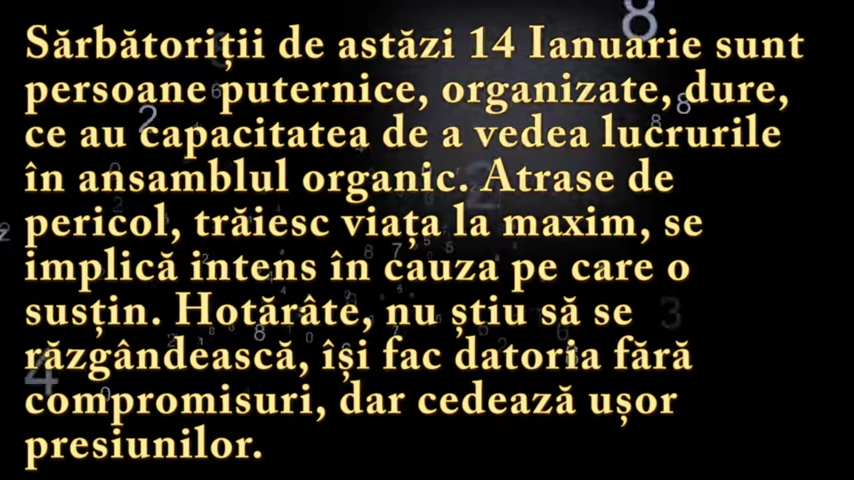 Sărbătoriții de astăzi 14 Ianuarie sunt
persoane puternice, organizate, dure,
ce au capacitatea de a vedea lucrurile
în ansamblul organic. Atrase de
pericol, trăiesc viața la maxim, se
implică intens în cauza pe care o
susțin. Hotărâte, nu știu să se
răzgândească, își fac datoria fără
compromisuri, dar cedează ușor
presiunilor.